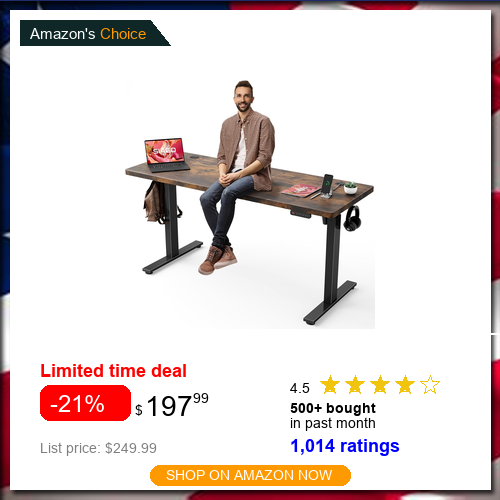 Amazon's Choice
Limited time deal
-21% $ 197 99
List price: $249.99
4.5
500+ bought
in past month
1,014 ratings
SHOP ON AMAZON NOW